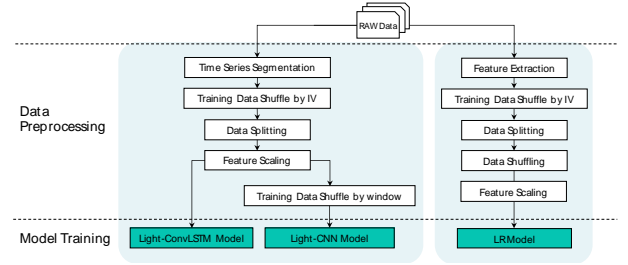 RAW Data
Time Series Segmentation
Training Data Shuffle by IV
Data Splitting
Feature Scaling
Training Data Shuffle by window
Feature Extraction
Training Data Shuffle by IV
Data Splitting
Data Shuffling
Feature Scaling
Data
Preprocessing
Model Training
Light-ConvLSTM Model
Light-CNN Model
LR Model